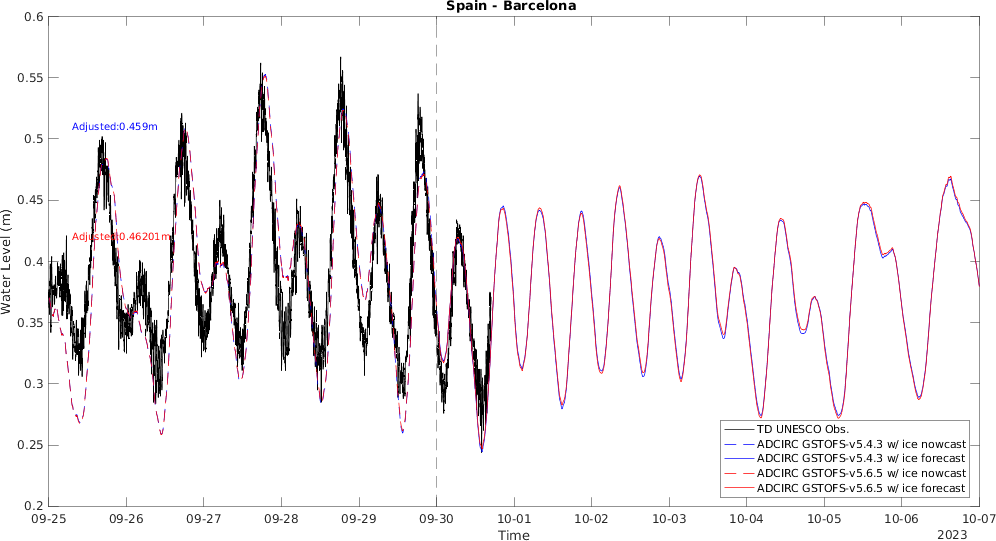 Spain - Barcelona
0.6
0.55
0.5
0.45
0.4
0.35
0.3
0.25
0.2
Water Level (m)
Adjusted:0.459m
Adjusted:0.46201m
TD UNESCO Obs.
ADCIRC GSTOFS-v5.4.3 w/ ice nowcast
ADCIRC GSTOFS-v5.4.3 w/ ice forecast
ADCIRC GSTOFS-v5.6.5 w/ ice nowcast
ADCIRC GSTOFS-v5.6.5 w/ ice forecast
09-25 09-26 09-27 09-28 09-29 09-30 10-01 10-02 10-03 10-04 10-05 10-06 10-07
Time
2023